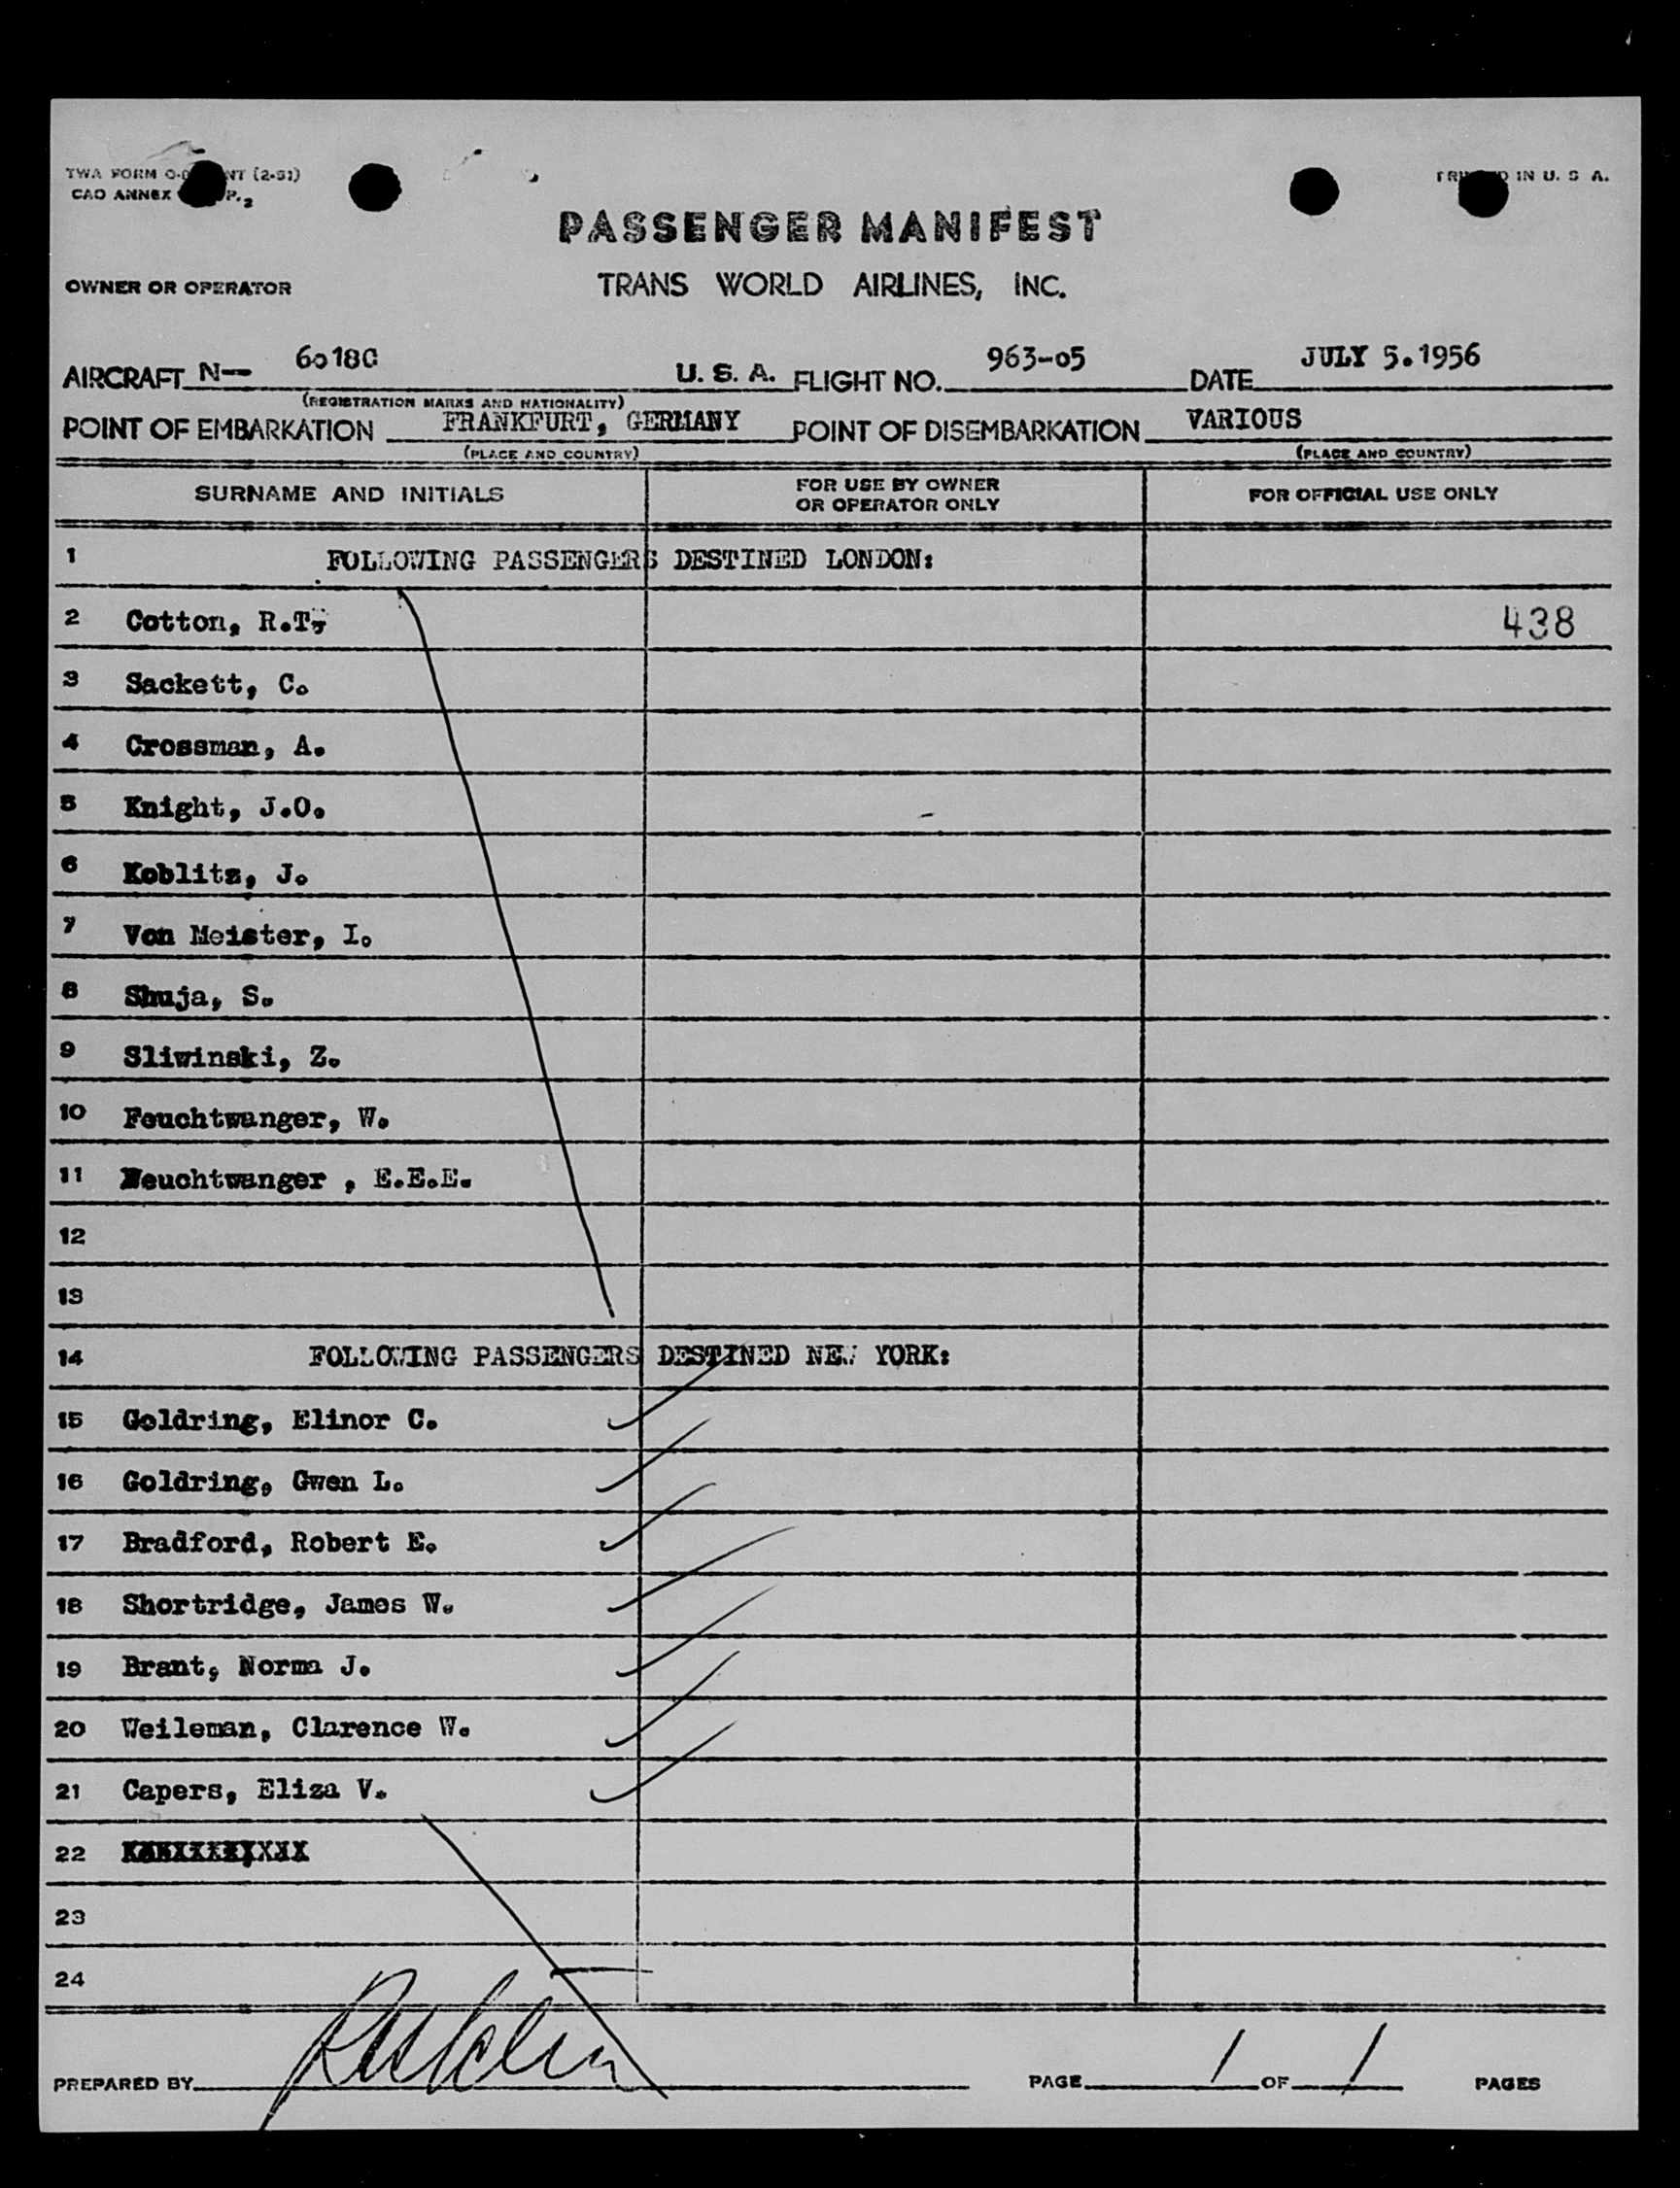 TWA FORM O- NT (2-51)
CAO ANNEX P. 2
IN U. S A.
PASSENGER MANIFEST
OWNER OR OPERATOR TRANS WORLD AIRLINES, INC.
AIRCRAFT N— 6018C U. S. A. FLIGHT NO. 963-05 DATE JULY 5.1956
(REGISTRATION MARKS AND NATIONALITY)
POINT OF EMBARKATION FRANKFURT, GERMANY POINT OF DISEMBARKATION VARIOUS
(PLACE AND COUNTRY) (PLACE AND COUNTRY)
SURNAME AND INITIALS FOR USE BY OWNER OR OPERATOR ONLY FOR OFFICIAL USE ONLY
1 FOLLOWING PASSENGERS DESTINED LONDON:
2 Cotton, R.T. 438
3 Sackett, C.
4 Crossman, A.
5 Knight, J.O.
6 Koblitz, J.
7 Von Meister, I.
8 Shuja, S.
9 Sliwinski, Z.
10 Feuchtwanger, W.
11 Feuchtwanger , E.E.E.
12
13
14 FOLLOWING PASSENGERS DESTINED NEW YORK:
15 Goldring, Elinor C.
16 Goldring, Gwen L.
17 Bradford, Robert E.
18 Shortridge, James W.
19 Brant, Norma J.
20 Weileman, Clarence W.
21 Capers, Eliza V.
22
23
24
PREPARED BY PAGE 1 OF 1 PAGES